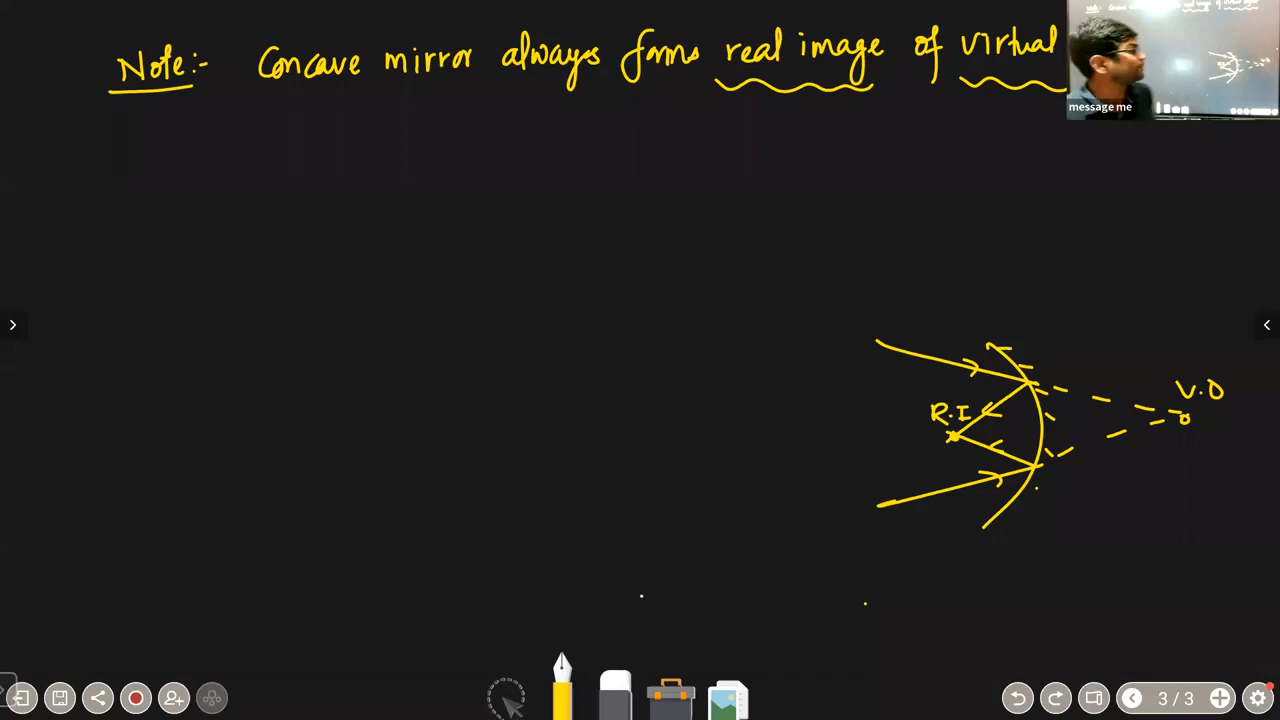 Note:- Concave mirror always forms real image of virtual
message me
V.O
R.I
3/3